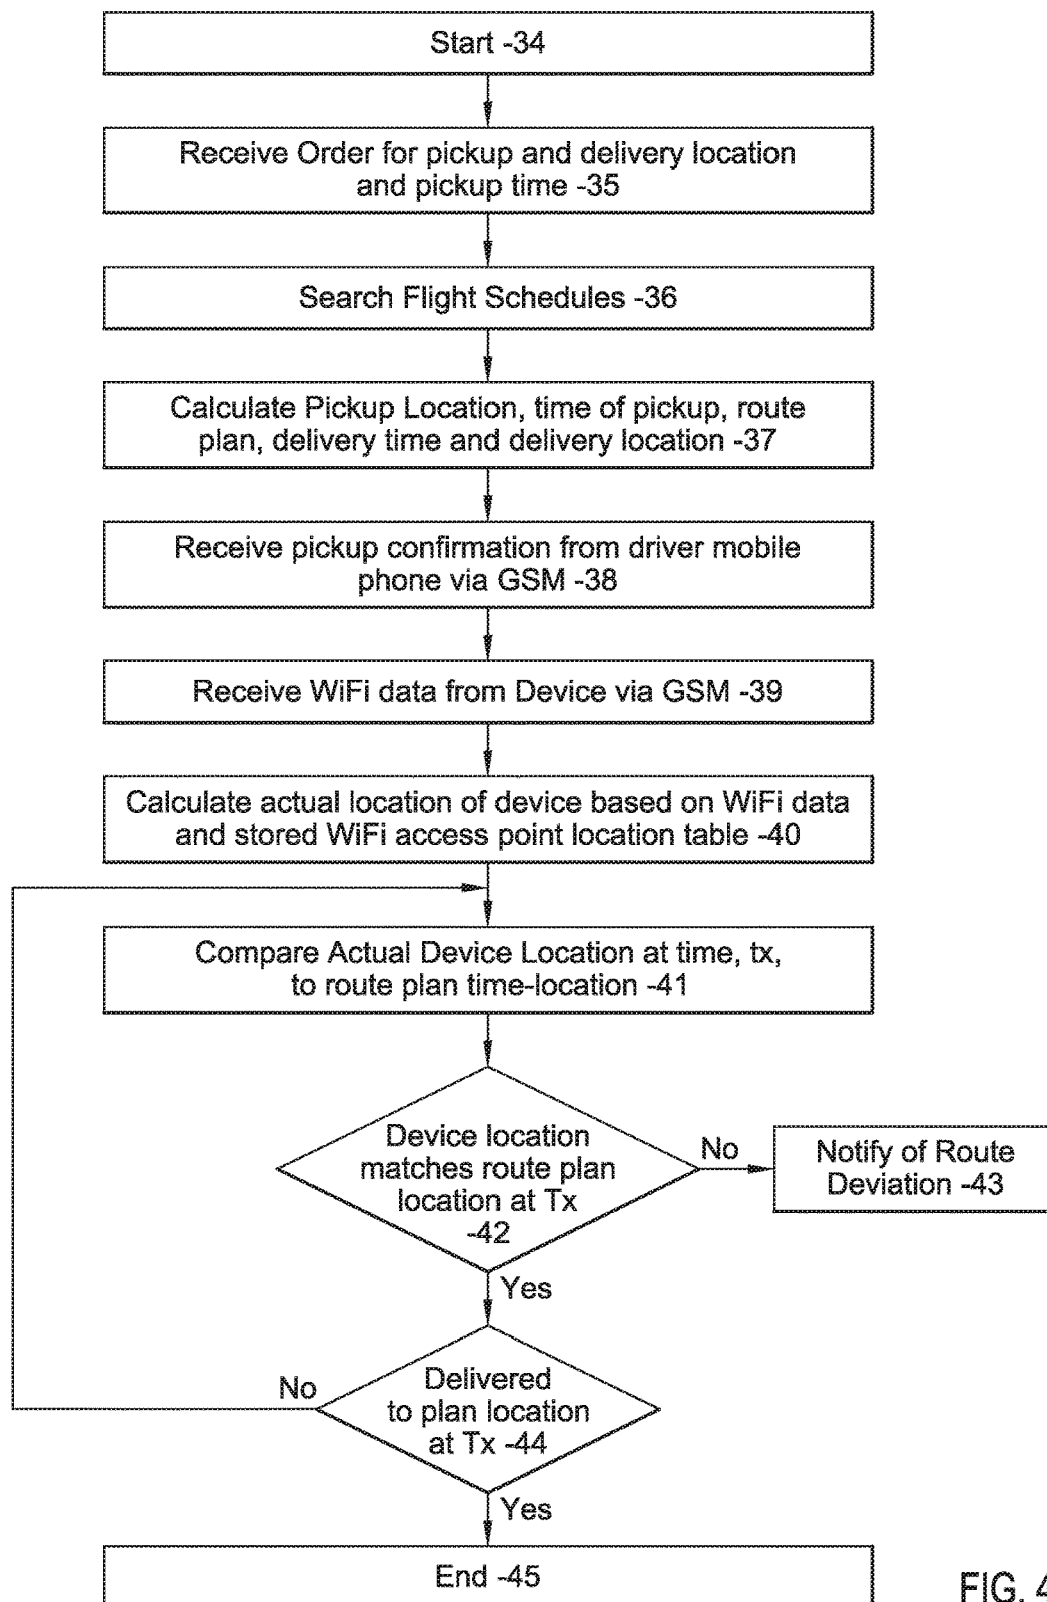 Start -34
Receive Order for pickup and delivery location
and pickup time -35
Search Flight Schedules -36
Calculate Pickup Location, time of pickup, route
plan, delivery time and delivery location -37
Receive pickup confirmation from driver mobile
phone via GSM -38
Receive WiFi data from Device via GSM -39
Calculate actual location of device based on WiFi data
and stored WiFi access point location table -40
Compare Actual Device Location at time, tx,
to route plan time-location -41
Device location
matches route plan
location at Tx
-42
No
Notify of Route
Deviation -43
Yes
No
Delivered
to plan location
at Tx -44
Yes
End -45
FIG. 4